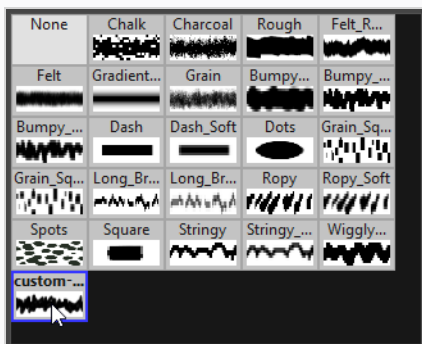 None Chalk Charcoal Rough Felt_R...
Felt Gradient... Grain Bumpy... Bumpy_...
Bumpy_... Dash Dash_Soft Dots Grain_Sq...
Grain_Sq... Long_Br... Long_Br... Ropy Ropy_Soft
Spots Square Stringy Stringy_... Wiggly...
custom-...